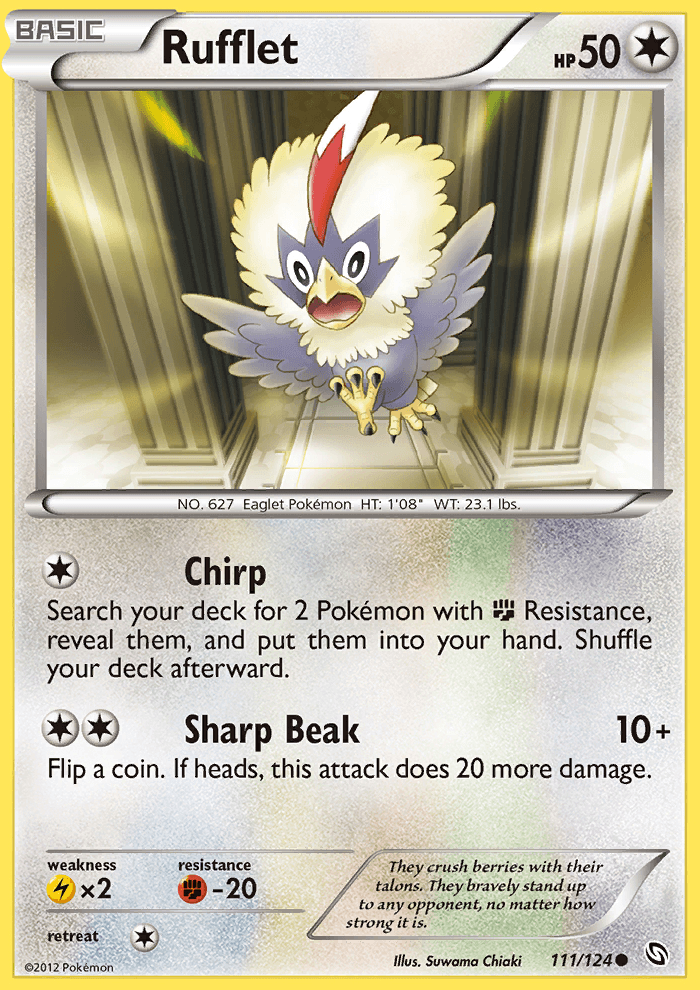 BASIC
Rufflet
HP50
NO. 627 Eaglet Pokémon HT: 1'08" WT: 23.1 lbs.
Chirp
Search your deck for 2 Pokémon with Resistance,
reveal them, and put them into your hand. Shuffle
your deck afterward.
Sharp Beak 10+
Flip a coin. If heads, this attack does 20 more damage.
weakness
×2
resistance
-20
retreat
They crush berries with their
talons. They bravely stand up
to any opponent, no matter how
strong it is.
©2012 Pokémon
Illus. Suwama Chiaki
111/124